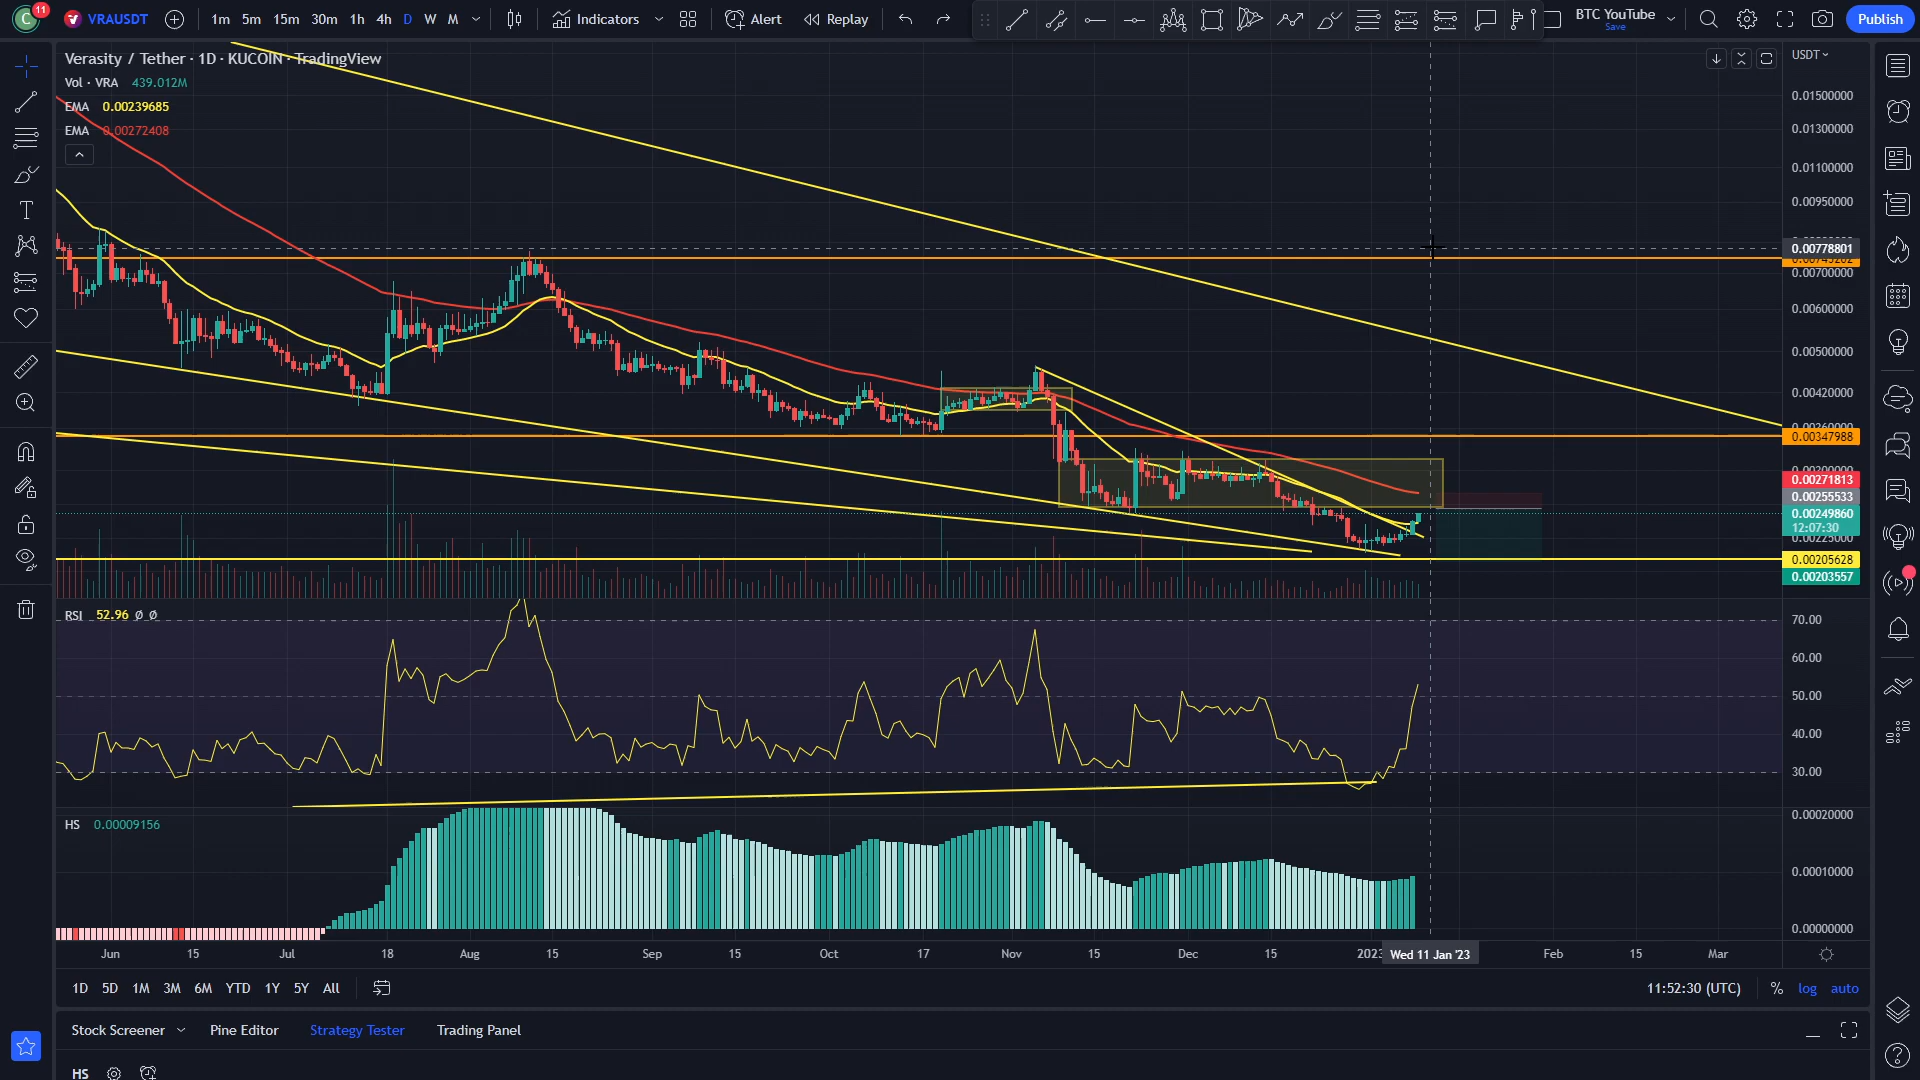 C 11 VRAUSDT 1m 5m 15m 30m 1h 4h D W M Indicators Alert Replay BTC YouTube Save Publish
Verasity / Tether · 1D · KUCOIN · TradingView
USDT
Vol · VRA 439.012M
EMA 0.00239685
EMA 0.00272408
0.01500000
0.01300000
0.01100000
0.00950000
0.00778801
0.00700000
0.00600000
0.00500000
0.00420000
0.00347988
0.00271813
0.00255533
0.00249860
12:07:30
0.00225000
0.00205628
0.00203557
RSI 52.96 Ø Ø
70.00
60.00
50.00
40.00
30.00
HS 0.00009156
0.00020000
0.00010000
0.00000000
Jun 15 Jul 18 Aug 15 Sep 15 Oct 17 Nov 15 Dec 15 2023 Wed 11 Jan '23 Feb 15 Mar
1D 5D 1M 3M 6M YTD 1Y 5Y All 11:52:30 (UTC) % log auto
Stock Screener Pine Editor Strategy Tester Trading Panel
HS